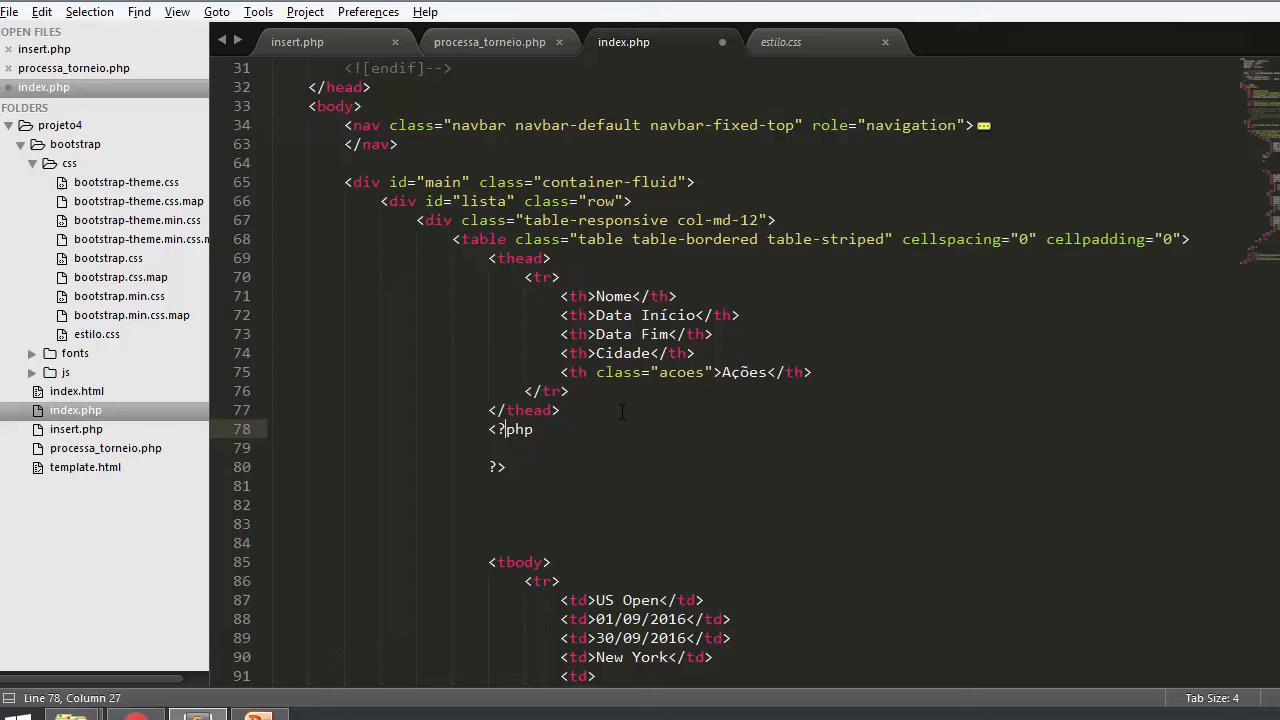 File Edit Selection Find View Goto Tools Project Preferences Help
OPEN FILES
insert.php
processa_torneio.php
index.php
FOLDERS
projeto4
bootstrap
css
bootstrap-theme.css
bootstrap-theme.css.map
bootstrap-theme.min.css
bootstrap-theme.min.css.m
bootstrap.css
bootstrap.css.map
bootstrap.min.css
bootstrap.min.css.map
estilo.css
fonts
js
index.html
index.php
insert.php
processa_torneio.php
template.html
insert.php processa_torneio.php index.php estilo.css
31 <![endif]-->
32 </head>
33 <body>
34 <nav class="navbar navbar-default navbar-fixed-top" role="navigation">
63 </nav>
64
65 <div id="main" class="container-fluid">
66 <div id="lista" class="row">
67 <div class="table-responsive col-md-12">
68 <table class="table table-bordered table-striped" cellspacing="0" cellpadding="0">
69 <thead>
70 <tr>
71 <th>Nome</th>
72 <th>Data Início</th>
73 <th>Data Fim</th>
74 <th>Cidade</th>
75 <th class="acoes">Ações</th>
76 </tr>
77 </thead>
78 <?php
79
80 ?>
81
82
83
84
85 <tbody>
86 <tr>
87 <td>US Open</td>
88 <td>01/09/2016</td>
89 <td>30/09/2016</td>
90 <td>New York</td>
91 <td>
Line 78, Column 27 Tab Size: 4